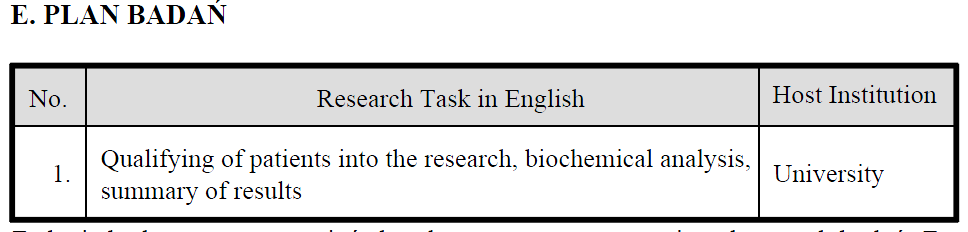 E. PLAN BADAŃ
No. Research Task in English Host Institution
1. Qualifying of patients into the research, biochemical analysis, University
summary of results